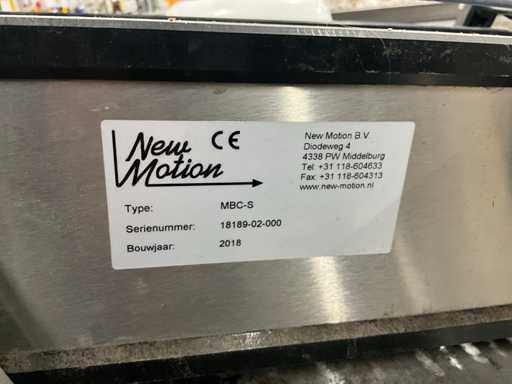 New Motion
CE
New Motion B.V.
Diodeweg 4
4338 PW Middelburg
Tel: +31 118-604633
Fax: +31 118-604313
www.new-motion.nl
Type: MBC-S
Serienummer: 18189-02-000
Bouwjaar: 2018